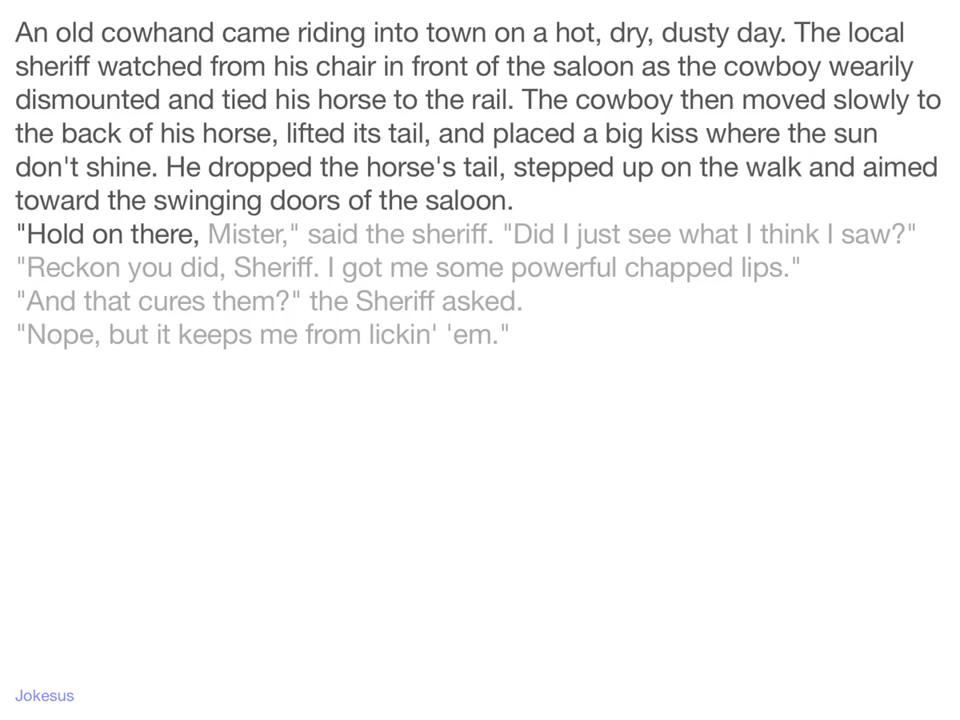 An old cowhand came riding into town on a hot, dry, dusty day. The local
sheriff watched from his chair in front of the saloon as the cowboy wearily
dismounted and tied his horse to the rail. The cowboy then moved slowly to
the back of his horse, lifted its tail, and placed a big kiss where the sun
don't shine. He dropped the horse's tail, stepped up on the walk and aimed
toward the swinging doors of the saloon.
"Hold on there, Mister," said the sheriff. "Did I just see what I think I saw?"
"Reckon you did, Sheriff. I got me some powerful chapped lips."
"And that cures them?" the Sheriff asked.
"Nope, but it keeps me from lickin' 'em."
Jokesus